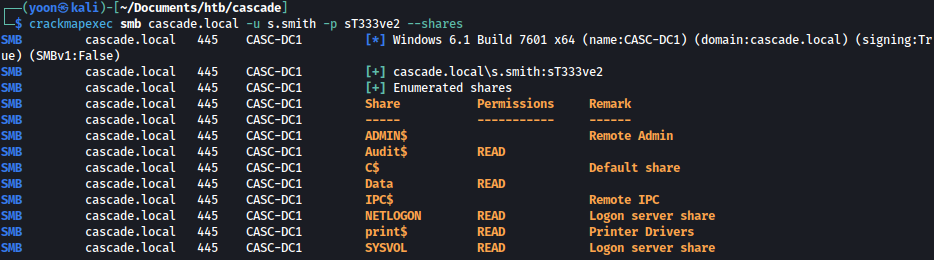 ┌──(yoon㉿kali)-[~/Documents/htb/cascade]
└─$ crackmapexec smb cascade.local -u s.smith -p sT333ve2 --shares
SMB         cascade.local   445    CASC-DC1         [*] Windows 6.1 Build 7601 x64 (name:CASC-DC1) (domain:cascade.local) (signing:Tr
ue) (SMBv1:False)
SMB         cascade.local   445    CASC-DC1         [+] cascade.local\s.smith:sT333ve2
SMB         cascade.local   445    CASC-DC1         [+] Enumerated shares
SMB         cascade.local   445    CASC-DC1         Share           Permissions     Remark
SMB         cascade.local   445    CASC-DC1         -----           -----------     ------
SMB         cascade.local   445    CASC-DC1         ADMIN$                          Remote Admin
SMB         cascade.local   445    CASC-DC1         Audit$          READ
SMB         cascade.local   445    CASC-DC1         C$                              Default share
SMB         cascade.local   445    CASC-DC1         Data            READ
SMB         cascade.local   445    CASC-DC1         IPC$                            Remote IPC
SMB         cascade.local   445    CASC-DC1         NETLOGON        READ            Logon server share
SMB         cascade.local   445    CASC-DC1         print$          READ            Printer Drivers
SMB         cascade.local   445    CASC-DC1         SYSVOL          READ            Logon server share